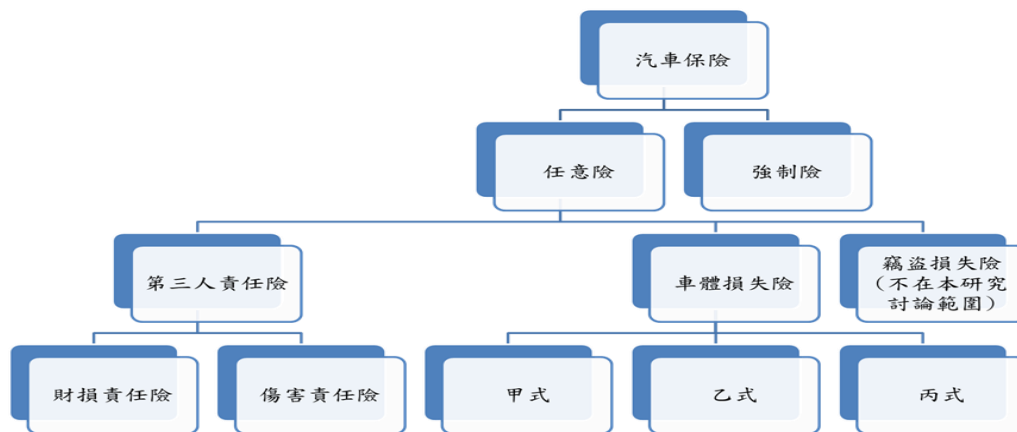 汽車保險
任意險
強制險
第三人責任險
車體損失險
竊盜損失險
(不在本研究
討論範圍)
財損責任險
傷害責任險
甲式
乙式
丙式